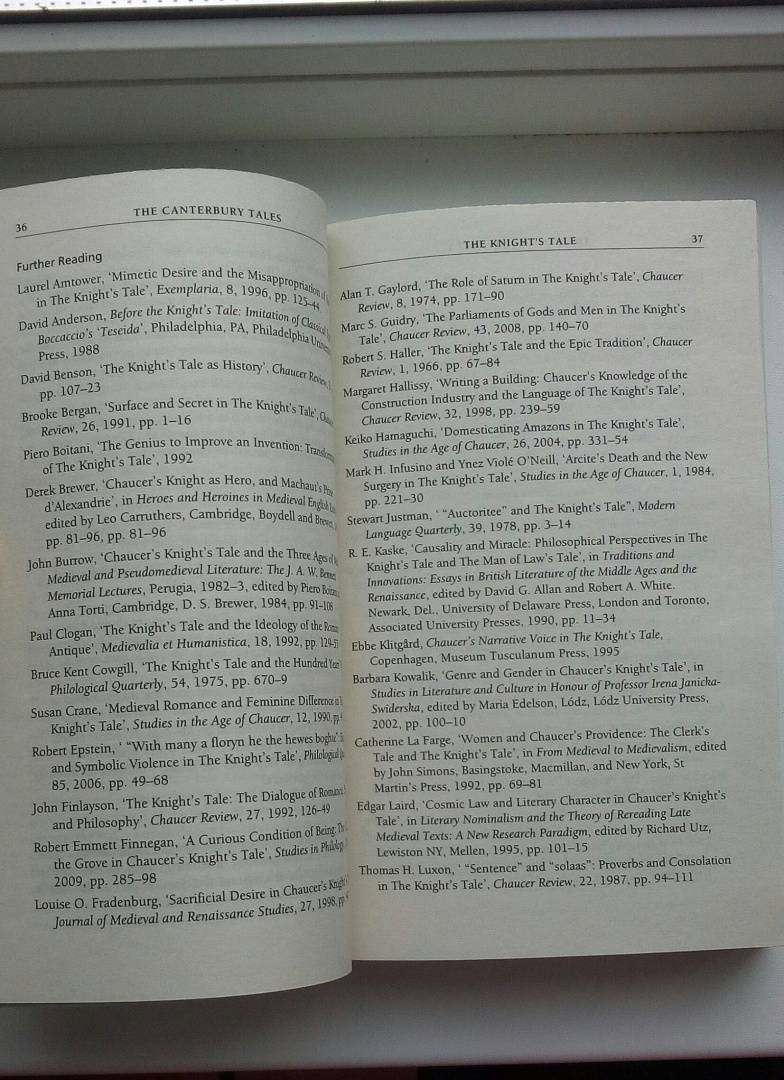 36
THE CANTERBURY TALES
Further Reading
Laurel Amtower, ‘Mimetic Desire and the Misappropriation of
in The Knight’s Tale’, Exemplaria, 8, 1996, pp. 125–44
David Anderson, Before the Knight’s Tale: Imitation of Classical
Boccaccio’s ‘Teseida’, Philadelphia, PA, Philadelphia
Press, 1988
David Benson, ‘The Knight’s Tale as History’, Chaucer Review,
pp. 107–23
Brooke Bergan, ‘Surface and Secret in The Knight’s Tale’,
Review, 26, 1991, pp. 1–16
Piero Boitani, ‘The Genius to Improve an Invention:
of The Knight’s Tale’, 1992
Derek Brewer, ‘Chaucer’s Knight as Hero, and Machaut’s
d’Alexandrie’, in Heroes and Heroines in Medieval English
edited by Leo Carruthers, Cambridge, Boydell and Brewer,
pp. 81–96, pp. 81–96
John Burrow, ‘Chaucer’s Knight’s Tale and the Three Ages of
Medieval and Pseudomedieval Literature: The J. A. W.
Memorial Lectures, Perugia, 1982–3, edited by Piero
Anna Torti, Cambridge, D. S. Brewer, 1984, pp. 91–108
Paul Clogan, ‘The Knight’s Tale and the Ideology of the
Antique’, Medievalia et Humanistica, 18, 1992, pp.
Bruce Kent Cowgill, ‘The Knight’s Tale and the Hundred
Philological Quarterly, 54, 1975, pp. 670–9
Susan Crane, ‘Medieval Romance and Feminine Difference in
Knight’s Tale’, Studies in the Age of Chaucer, 12, 1990,
Robert Epstein, ‘ “With many a floryn he the hewes boghte”:
and Symbolic Violence in The Knight’s Tale’, Philological
85, 2006, pp. 49–68
John Finlayson, ‘The Knight’s Tale: The Dialogue of
and Philosophy’, Chaucer Review, 27, 1992, 126–49
Robert Emmett Finnegan, ‘A Curious Condition of Being:
the Grove in Chaucer’s Knight’s Tale’, Studies in
2009, pp. 285–98
Louise O. Fradenburg, ‘Sacrificial Desire in Chaucer’s
Journal of Medieval and Renaissance Studies, 27, 1998,
THE KNIGHT’S TALE
37
Alan T. Gaylord, ‘The Role of Saturn in The Knight’s Tale’, Chaucer
Review, 8, 1974, pp. 171–90
Marc S. Guidry, ‘The Parliaments of Gods and Men in The Knight’s
Tale’, Chaucer Review, 43, 2008, pp. 140–70
Robert S. Haller, ‘The Knight’s Tale and the Epic Tradition’, Chaucer
Review, 1, 1966, pp. 67–84
Margaret Hallissy, ‘Writing a Building: Chaucer’s Knowledge of the
Construction Industry and the Language of The Knight’s Tale’,
Chaucer Review, 32, 1998, pp. 239–59
Keiko Hamaguchi, ‘Domesticating Amazons in The Knight’s Tale’,
Studies in the Age of Chaucer, 26, 2004, pp. 331–54
Mark H. Infusino and Ynez Violé O’Neill, ‘Arcite’s Death and the New
Surgery in The Knight’s Tale’, Studies in the Age of Chaucer, 1, 1984,
pp. 221–30
Stewart Justman, ‘ “Auctoritee” and The Knight’s Tale”, Modern
Language Quarterly, 39, 1978, pp. 3–14
R. E. Kaske, ‘Causality and Miracle: Philosophical Perspectives in The
Knight’s Tale and The Man of Law’s Tale’, in Traditions and
Innovations: Essays in British Literature of the Middle Ages and the
Renaissance, edited by David G. Allan and Robert A. White.
Newark, Del., University of Delaware Press, London and Toronto,
Associated Univers­ity Presses, 1990, pp. 11–34
Ebbe Klitgård, Chaucer’s Narrative Voice in The Knight’s Tale,
Copenhagen, Museum Tusculanum Press, 1995
Barbara Kowalik, ‘Genre and Gender in Chaucer’s Knight’s Tale’, in
Studies in Literature and Culture in Honour of Professor Irena Janicka-
Swiderska, edited by Maria Edelson, Lódz, Lódz University Press,
2002, pp. 100–10
Catherine La Farge, ‘Women and Chaucer’s Providence: The Clerk’s
Tale and The Knight’s Tale’, in From Medieval to Medievalism, edited
by John Simons, Basingstoke, Macmillan, and New York, St
Martin’s Press, 1992, pp. 69–81
Edgar Laird, ‘Cosmic Law and Literary Character in Chaucer’s Knight’s
Tale’, in Literary Nominalism and the Theory of Rereading Late
Medieval Texts: A New Research Paradigm, edited by Richard Utz,
Lewiston NY, Mellen, 1995, pp. 101–15
Thomas H. Luxon, ‘ “Sentence” and “solaas”: Proverbs and Consolation
in The Knight’s Tale’, Chaucer Review, 22, 1987, pp. 94–111